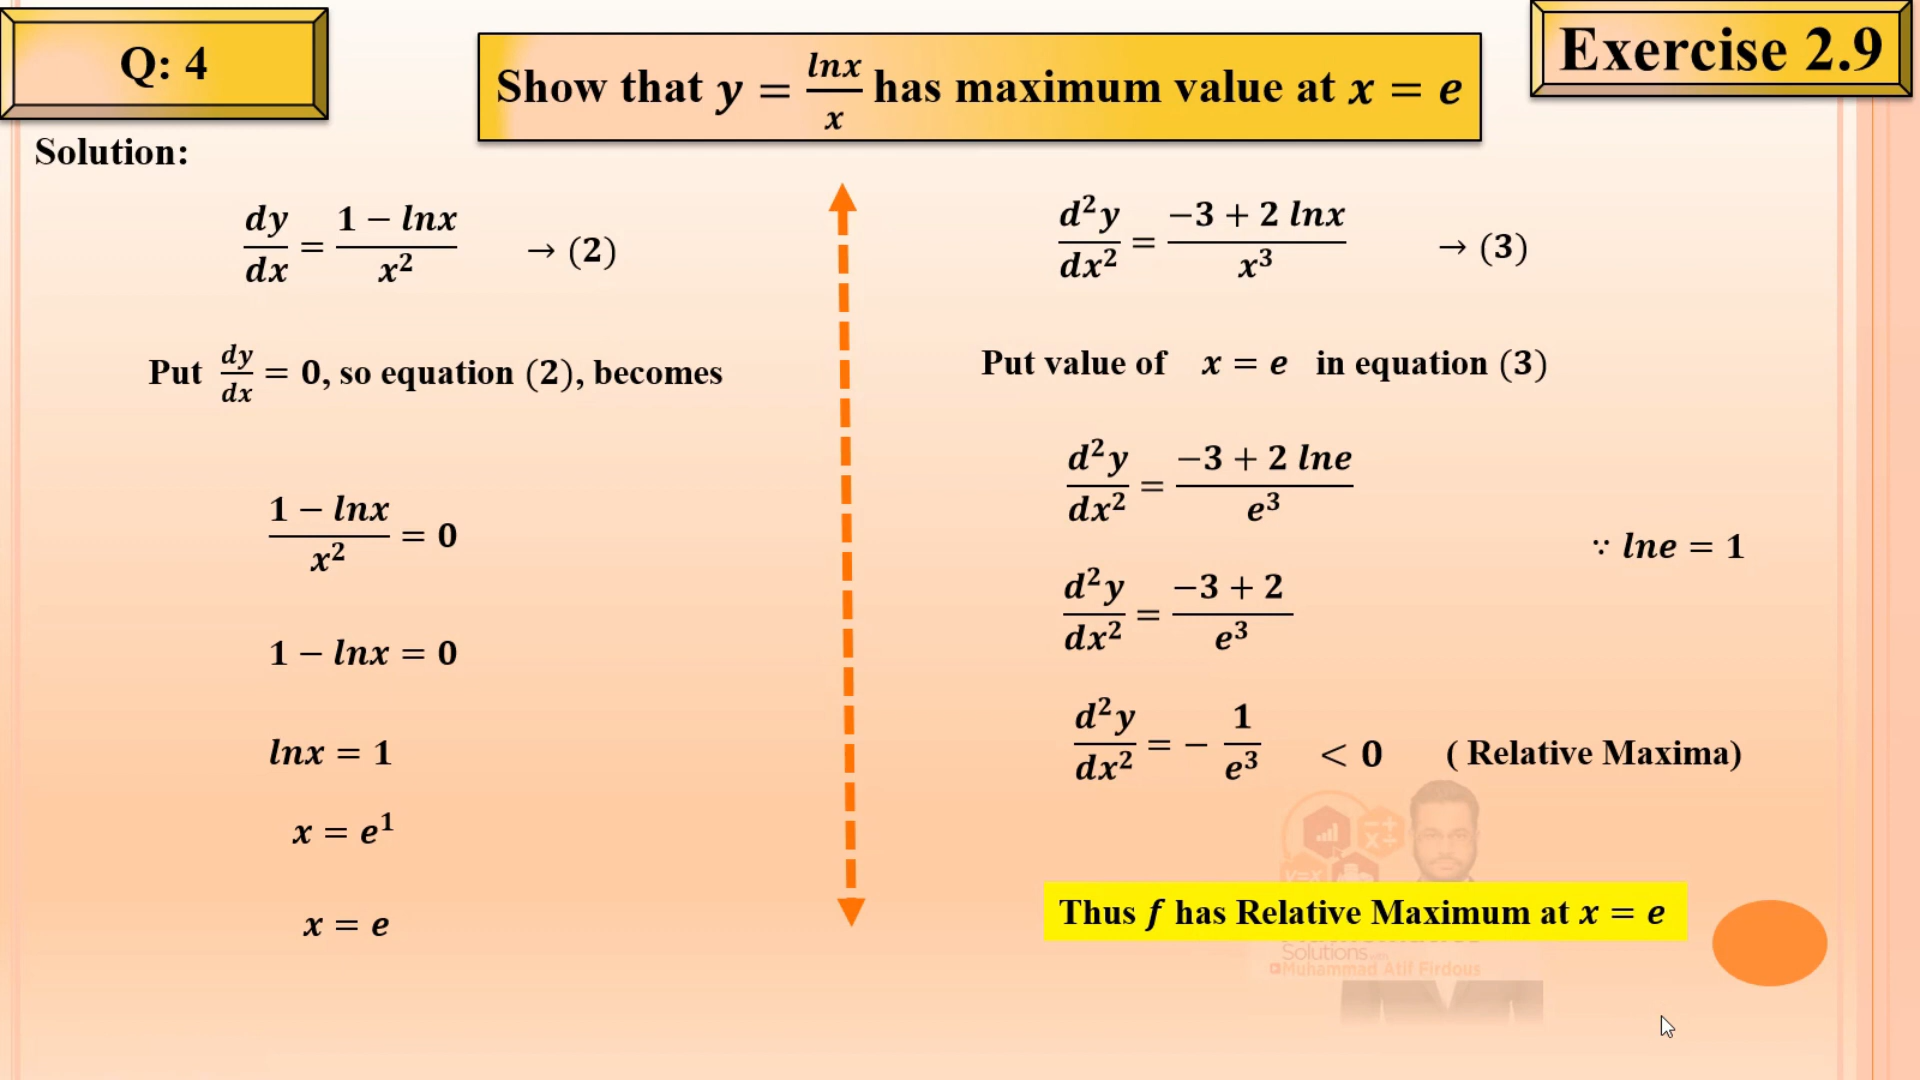 Q: 4
Show that y = lnx/x has maximum value at x = e
Exercise 2.9
Solution:
dy/dx = (1 − lnx)/x² → (2)
Put dy/dx = 0, so equation (2), becomes
(1 − lnx)/x² = 0
1 − lnx = 0
lnx = 1
x = e¹
x = e
d²y/dx² = (−3 + 2 lnx)/x³ → (3)
Put value of x = e in equation (3)
d²y/dx² = (−3 + 2 lne)/e³
∵ lne = 1
d²y/dx² = (−3 + 2)/e³
d²y/dx² = − 1/e³ < 0 ( Relative Maxima)
Thus f has Relative Maximum at x = e
Solutions with
Muhammad Atif Firdous